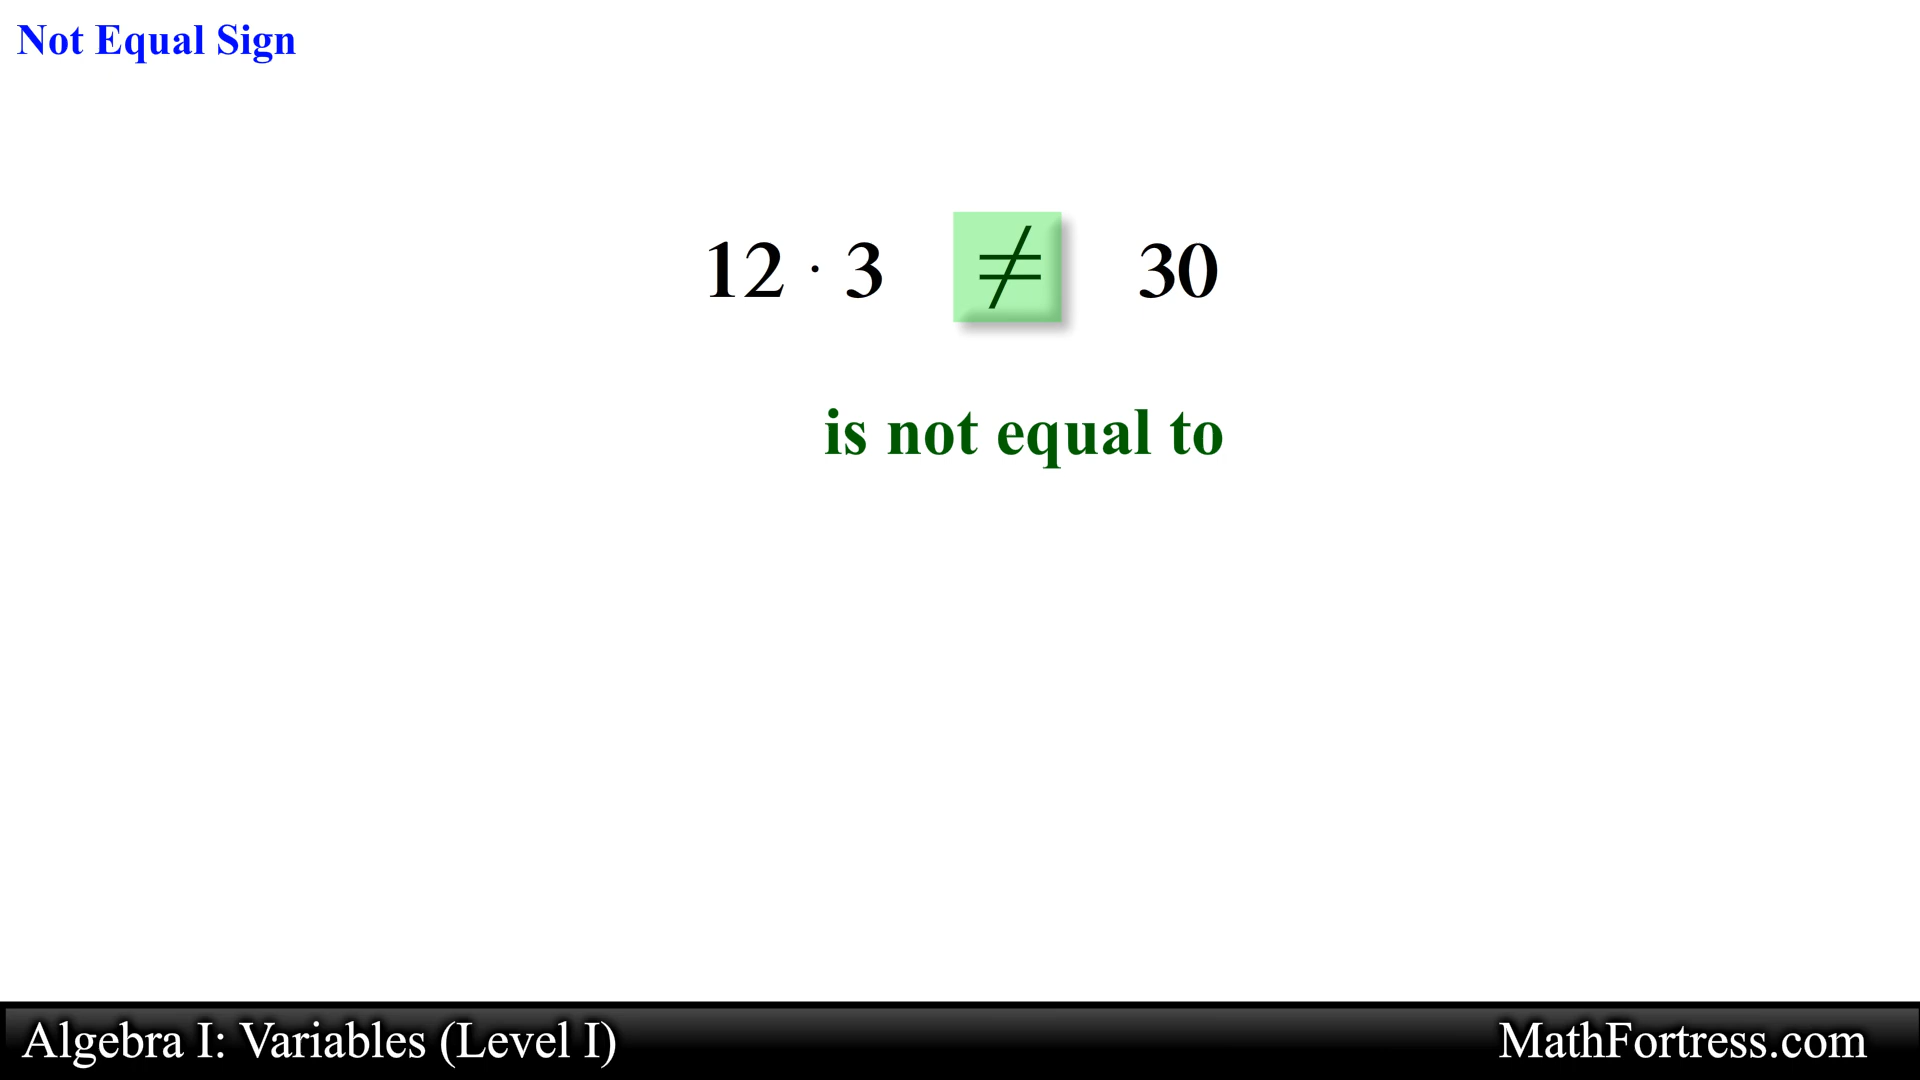 Not Equal Sign
12 · 3 ≠ 30
is not equal to
Algebra I: Variables (Level I)
MathFortress.com